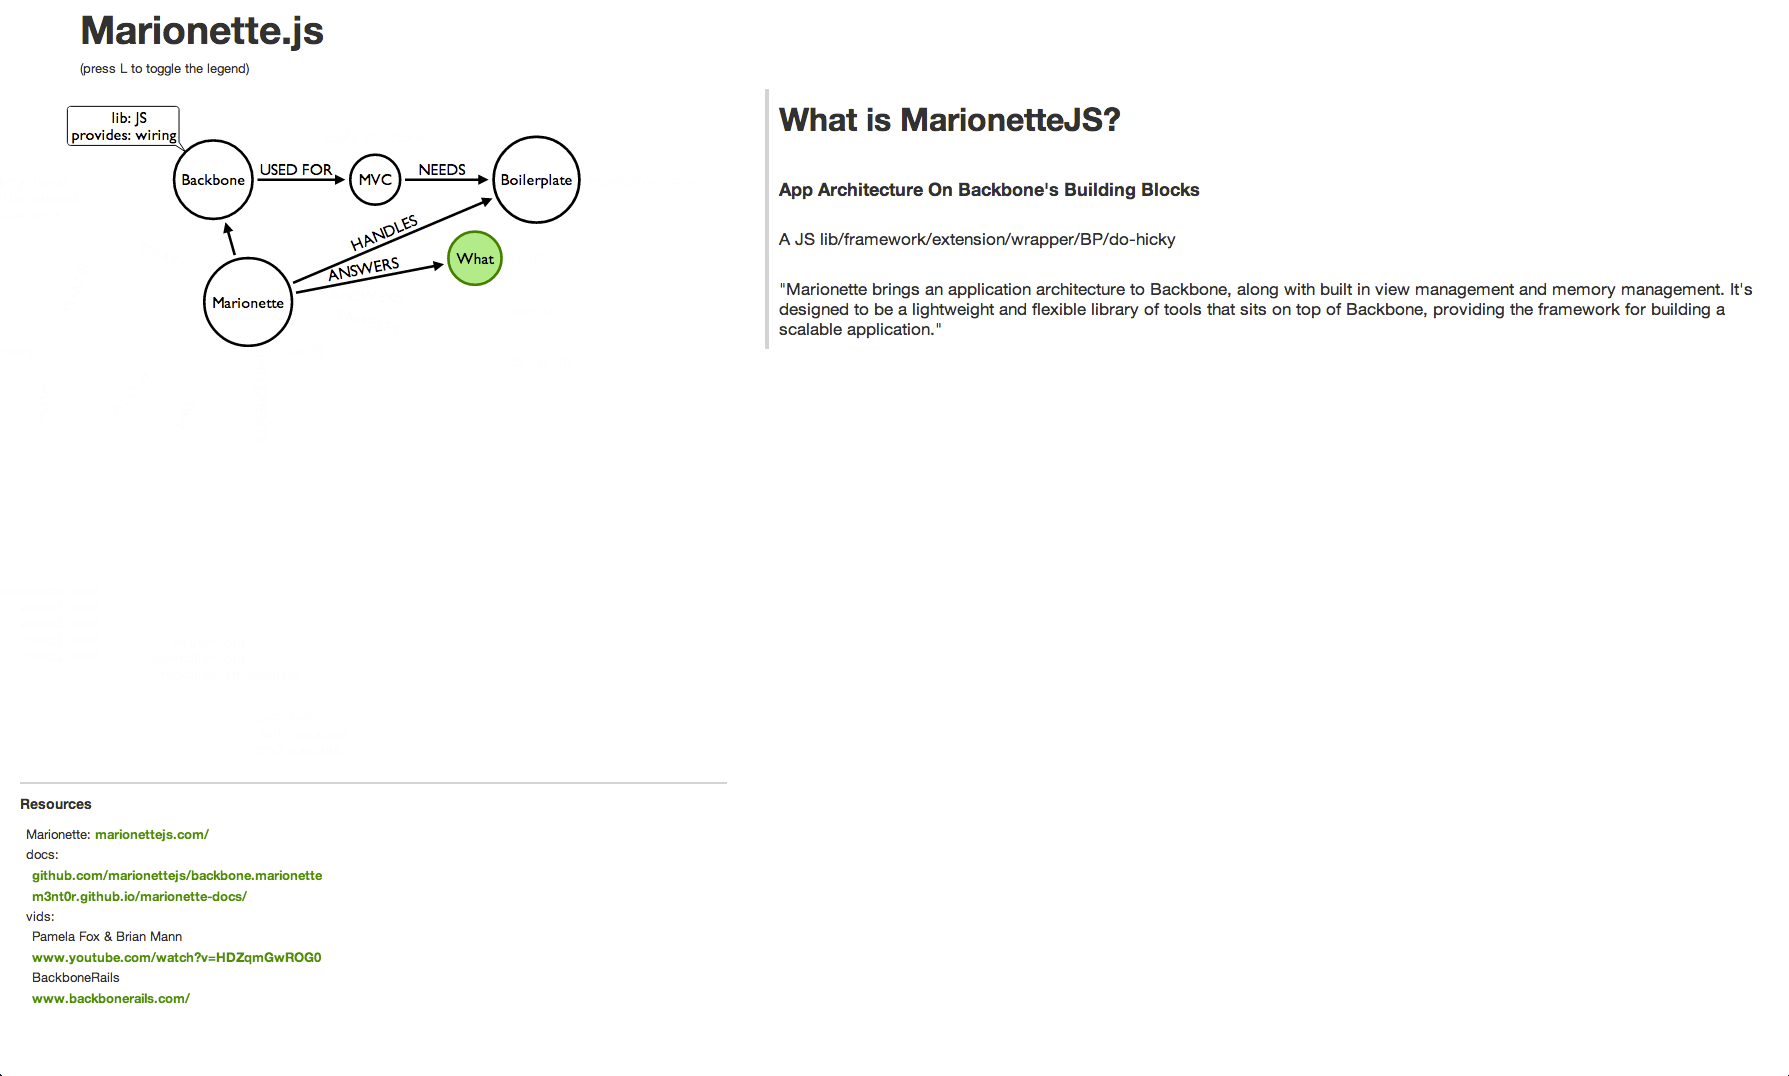 Marionette.js
(press L to toggle the legend)
lib: JS
provides: wiring
Backbone
USED FOR
MVC
NEEDS
Boilerplate
HANDLES
ANSWERS
What
Marionette
What is MarionetteJS?
App Architecture On Backbone's Building Blocks
A JS lib/framework/extension/wrapper/BP/do-hicky
"Marionette brings an application architecture to Backbone, along with built in view management and memory management. It's
designed to be a lightweight and flexible library of tools that sits on top of Backbone, providing the framework for building a
scalable application."
Resources
Marionette: marionettejs.com/
docs:
github.com/marionettejs/backbone.marionette
m3nt0r.github.io/marionette-docs/
vids:
Pamela Fox & Brian Mann
www.youtube.com/watch?v=HDZqmGwROG0
BackboneRails
www.backbonerails.com/